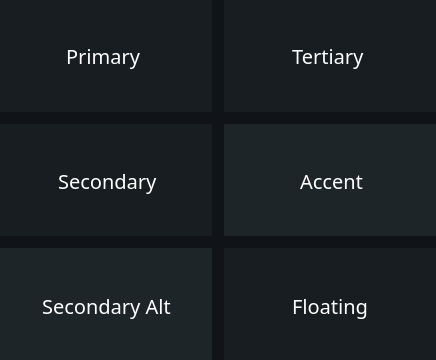 Primary
Tertiary
Secondary
Accent
Secondary Alt
Floating